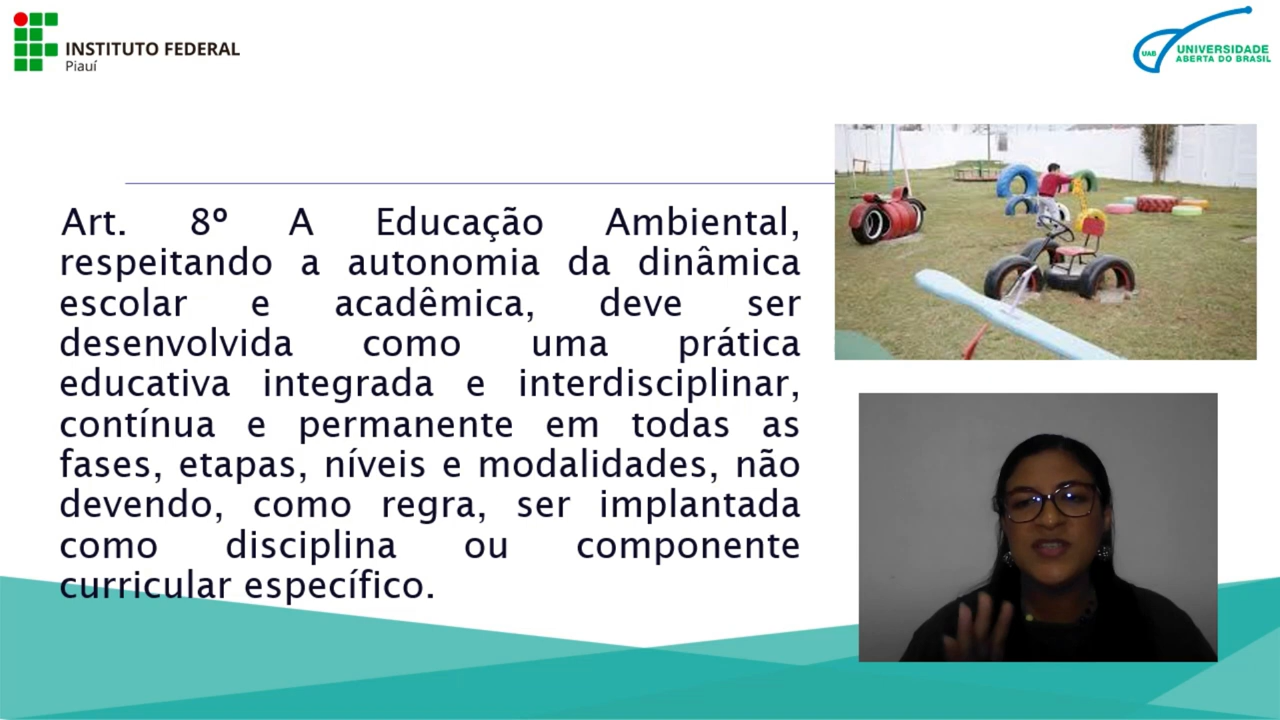 INSTITUTO FEDERAL
Piauí
UAB
UNIVERSIDADE
ABERTA DO BRASIL
Art. 8º A Educação Ambiental,
respeitando a autonomia da dinâmica
escolar e acadêmica, deve ser
desenvolvida como uma prática
educativa integrada e interdisciplinar,
contínua e permanente em todas as
fases, etapas, níveis e modalidades, não
devendo, como regra, ser implantada
como disciplina ou componente
curricular específico.